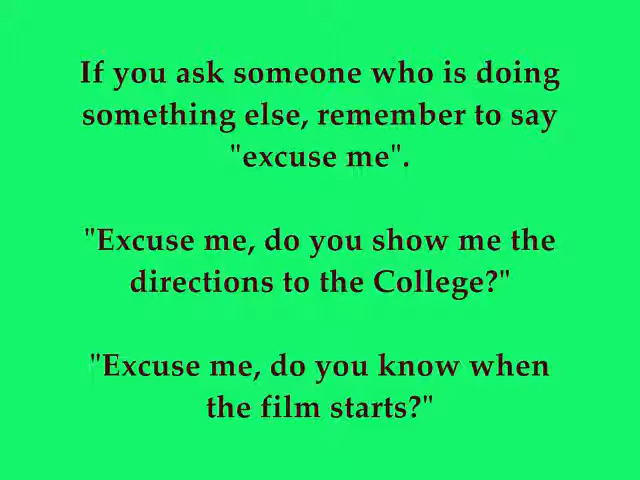 If you ask someone who is doing
something else, remember to say
"excuse me".
"Excuse me, do you show me the
directions to the College?"
"Excuse me, do you know when
the film starts?"